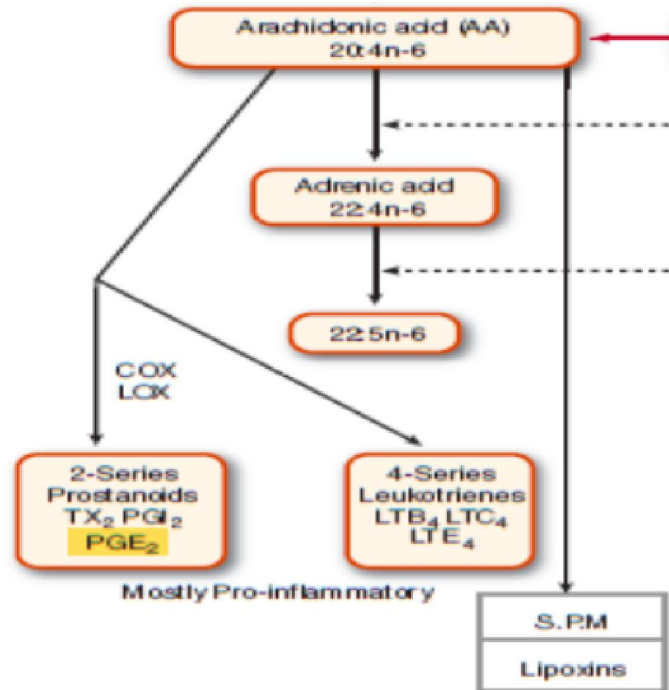 Arachidonic acid (AA)
20:4n-6
Adrenic acid
22:4n-6
22:5n-6
COX
LOX
2-Series
Prostanoids
TX₂ PGI₂
PGE₂
4-Series
Leukotrienes
LTB₄ LTC₄
LTE₄
Mostly Pro-inflammatory
S.P.M
Lipoxins